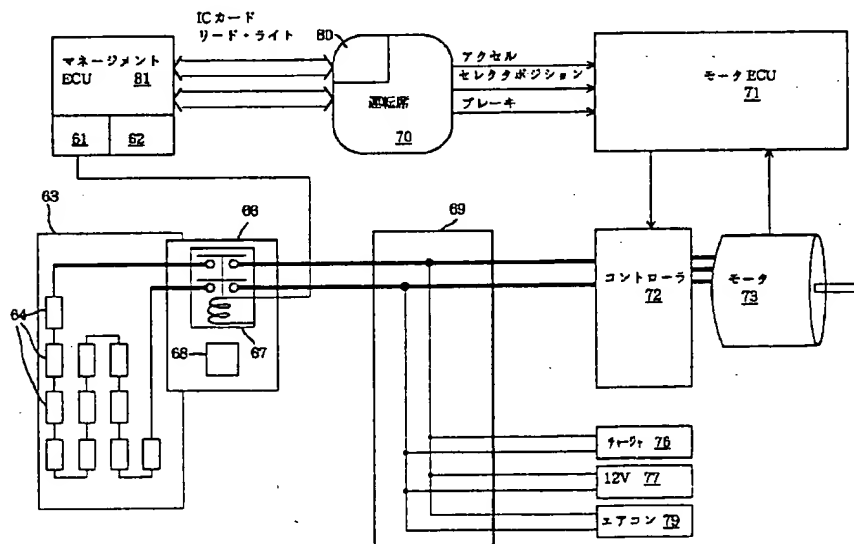 ICカード
リード・ライト
80
マネージメント
ECU 81
61 62
運転席
70
アクセル
セレクタポジション
ブレーキ
モータECU
71
63
66
69
64
67
68
コントローラ
72
モータ
73
チャージャ 76
12V 77
エアコン 79